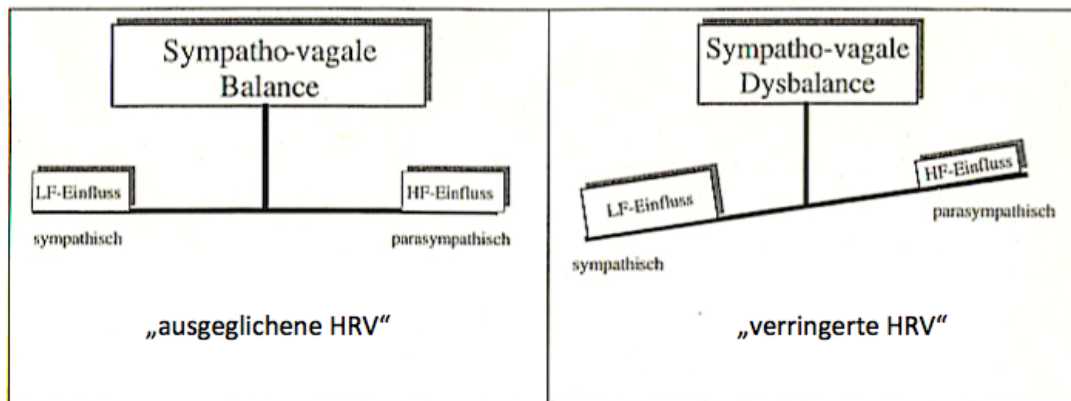 Sympatho-vagale
Balance
LF-Einfluss
HF-Einfluss
sympathisch
parasympathisch
„ausgeglichene HRV“
Sympatho-vagale
Dysbalance
LF-Einfluss
HF-Einfluss
sympathisch
parasympathisch
„verringerte HRV“